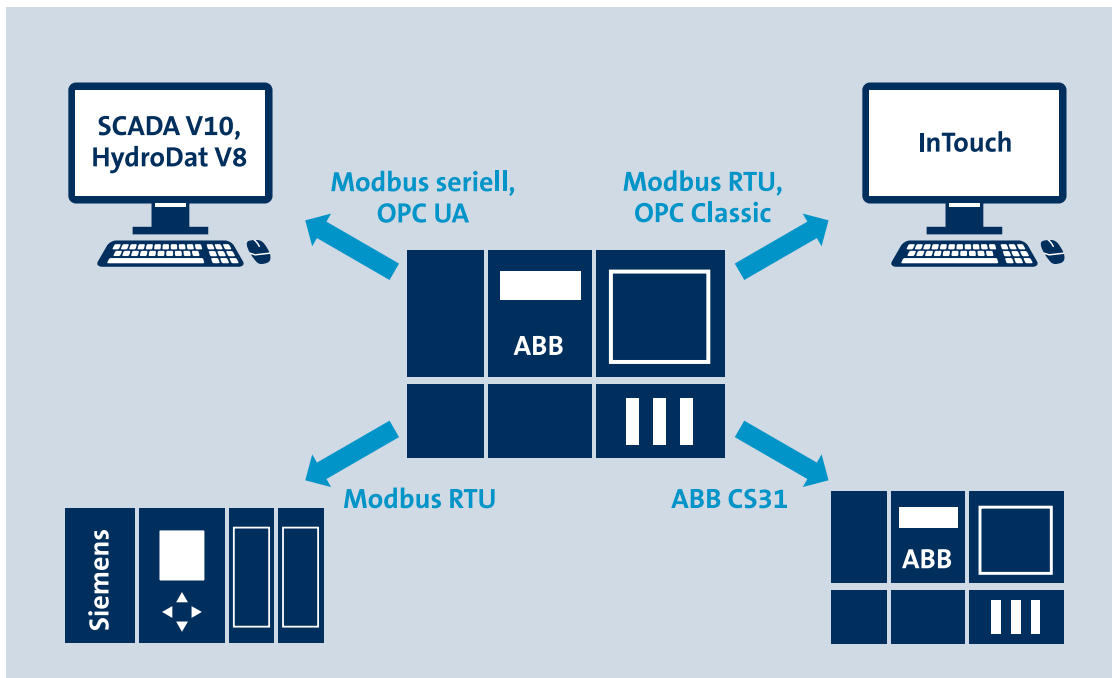 SCADA V10,
HydroDat V8
InTouch
Modbus seriell,
OPC UA
Modbus RTU,
OPC Classic
ABB
Modbus RTU
ABB CS31
Siemens
ABB